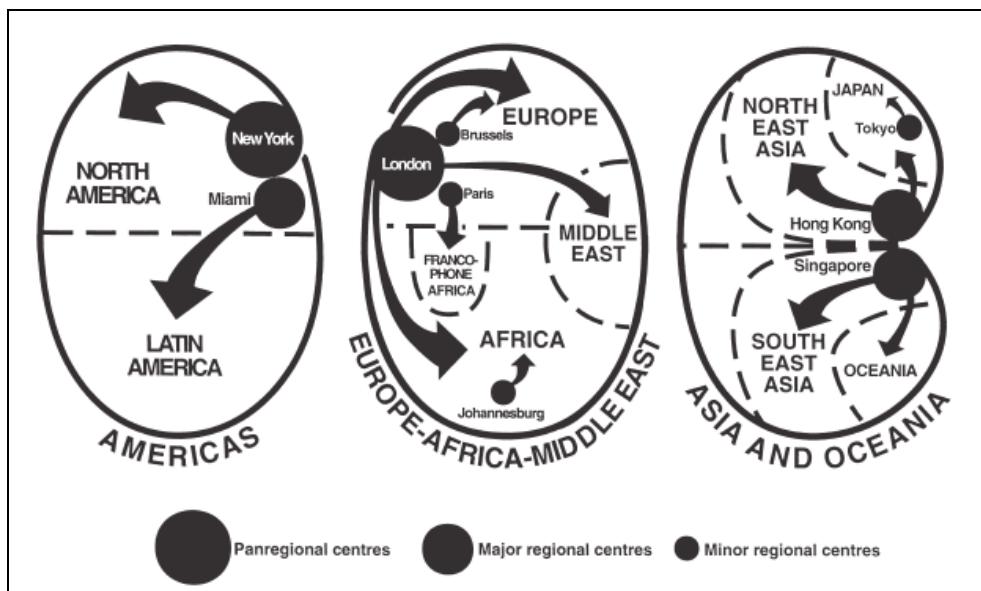 New York
NORTH
AMERICA
Miami
LATIN
AMERICA
AMERICAS
EUROPE
Brussels
London
Paris
MIDDLE
EAST
FRANCO-
PHONE
AFRICA
AFRICA
Johannesburg
EUROPE-AFRICA-MIDDLE EAST
JAPAN
NORTH
EAST
ASIA
Tokyo
Hong Kong
Singapore
SOUTH
EAST
ASIA
OCEANIA
ASIA AND OCEANIA
Panregional centres
Major regional centres
Minor regional centres